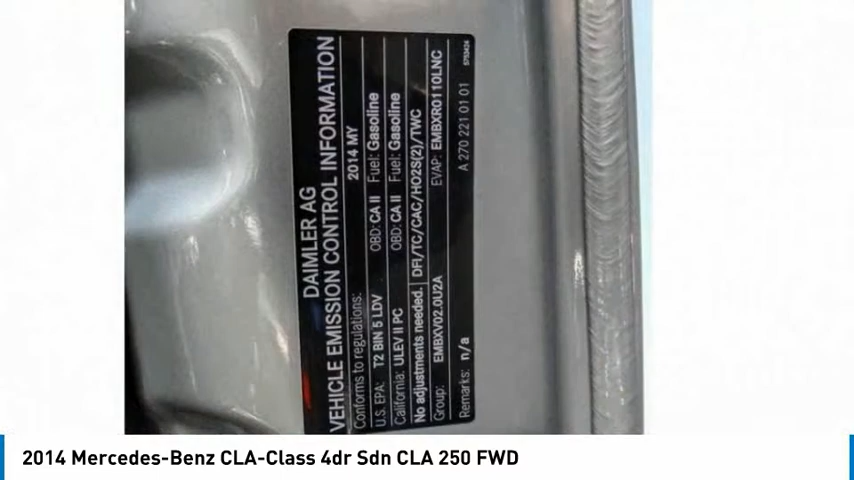 DAIMLER AG
VEHICLE EMISSION CONTROL INFORMATION
Conforms to regulations: 2014 MY
U.S. EPA: T2 BIN 5 LDV OBD: CA II Fuel: Gasoline
California: ULEV II PC OBD: CA II Fuel: Gasoline
No adjustments needed. DFI/TC/CAC/HO2S(2)/TWC
Group: EMBXV02.0U2A EVAP: EMBXR0110LNC
Remarks: n/a A 270 221 01 01
2014 Mercedes-Benz CLA-Class 4dr Sdn CLA 250 FWD